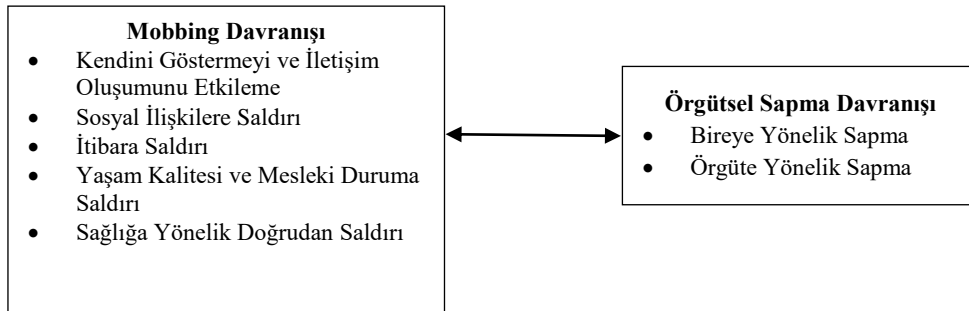 Mobbing Davranışı
• Kendini Göstermeyi ve İletişim
Oluşumunu Etkileme
• Sosyal İlişkilere Saldırı
• İtibara Saldırı
• Yaşam Kalitesi ve Mesleki Duruma
Saldırı
• Sağlığa Yönelik Doğrudan Saldırı
Örgütsel Sapma Davranışı
• Bireye Yönelik Sapma
• Örgüte Yönelik Sapma